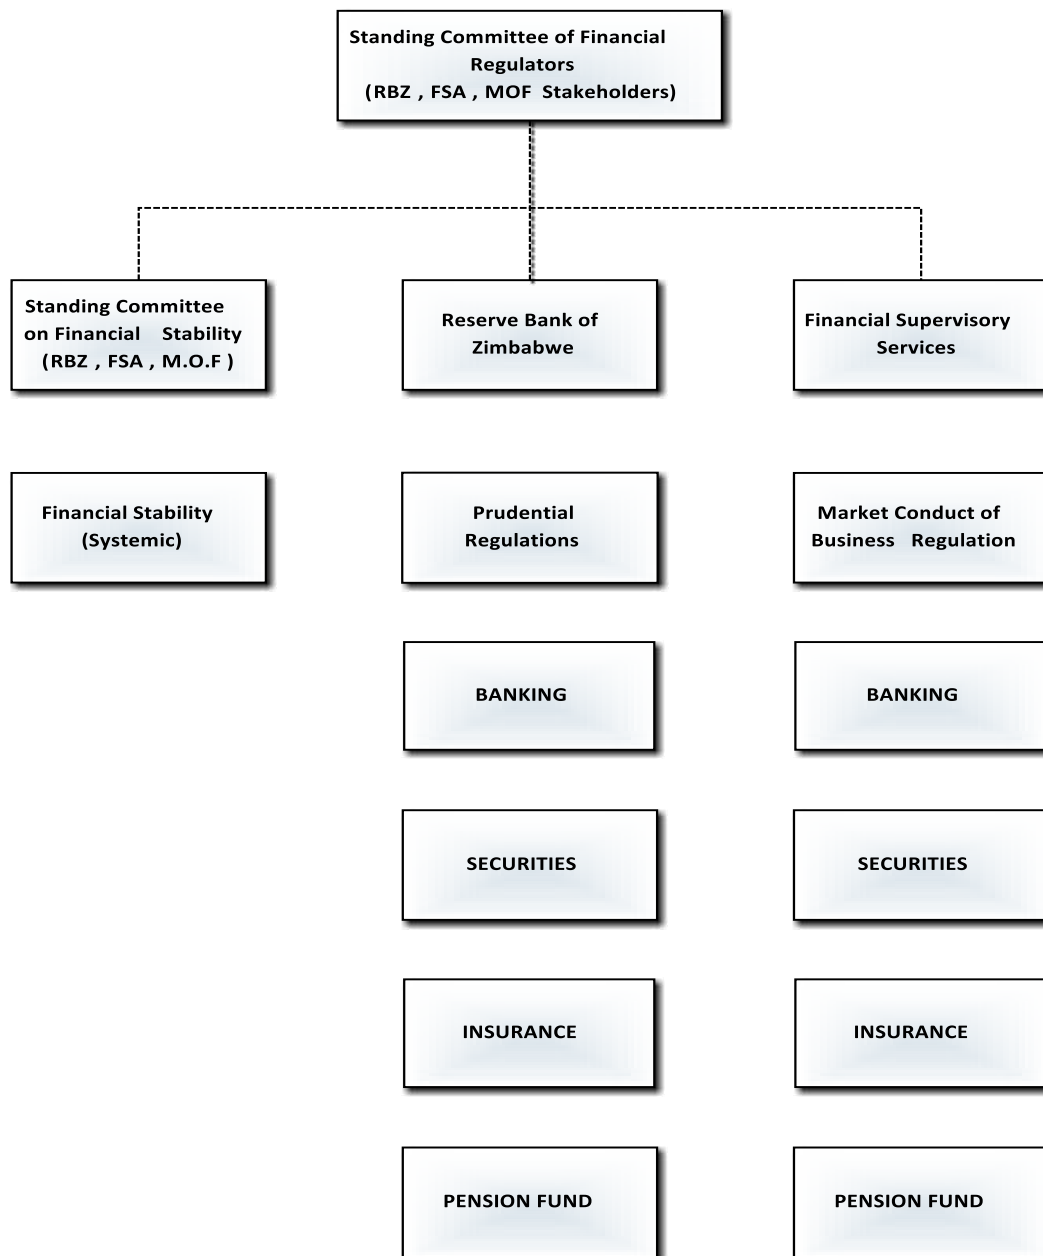 Standing Committee of Financial
Regulators
(RBZ , FSA , MOF Stakeholders)
Standing Committee
on Financial Stability
(RBZ , FSA , M.O.F )
Reserve Bank of
Zimbabwe
Financial Supervisory
Services
Financial Stability
(Systemic)
Prudential
Regulations
Market Conduct of
Business Regulation
BANKING
BANKING
SECURITIES
SECURITIES
INSURANCE
INSURANCE
PENSION FUND
PENSION FUND